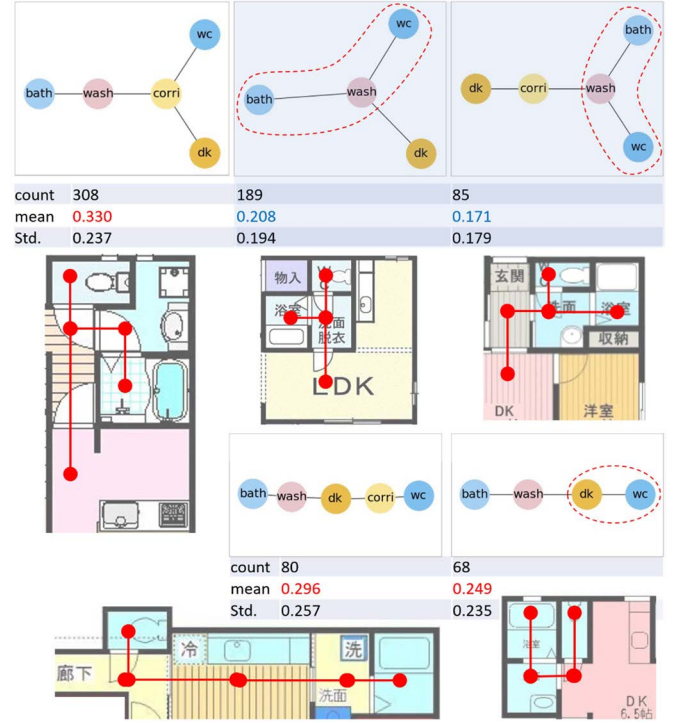 wc
bath wash corri
dk
wc
bath wash
dk
bath
dk corri wash
wc
count 308 189 85
mean 0.330 0.208 0.171
Std. 0.237 0.194 0.179
物入
浴室
洗面
脱衣
LDK
玄関
洗面 浴室
収納
DK 洋室
bath wash dk corri wc
bath wash dk wc
count 80 68
mean 0.296 0.249
Std. 0.257 0.235
冷 洗
廊下
洗面
浴室
DK
6.5帖